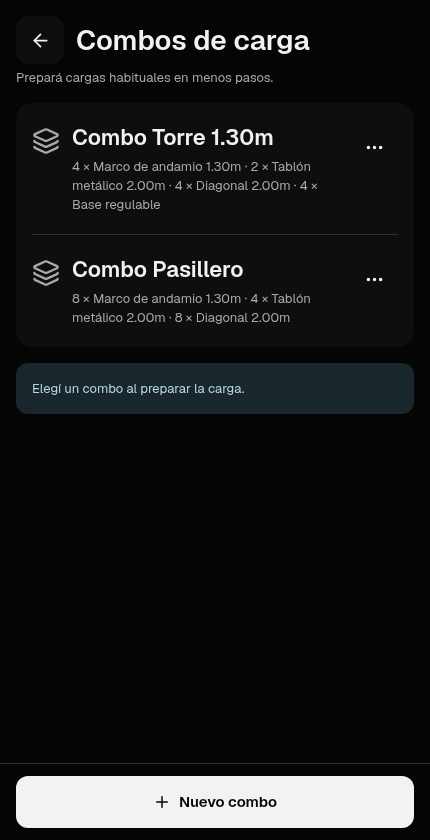 Combos de carga
Prepará cargas habituales en menos pasos.
Combo Torre 1.30m
4 × Marco de andamio 1.30m · 2 × Tablón
metálico 2.00m · 4 × Diagonal 2.00m · 4 ×
Base regulable
Combo Pasillero
8 × Marco de andamio 1.30m · 4 × Tablón
metálico 2.00m · 8 × Diagonal 2.00m
Elegí un combo al preparar la carga.
Nuevo combo